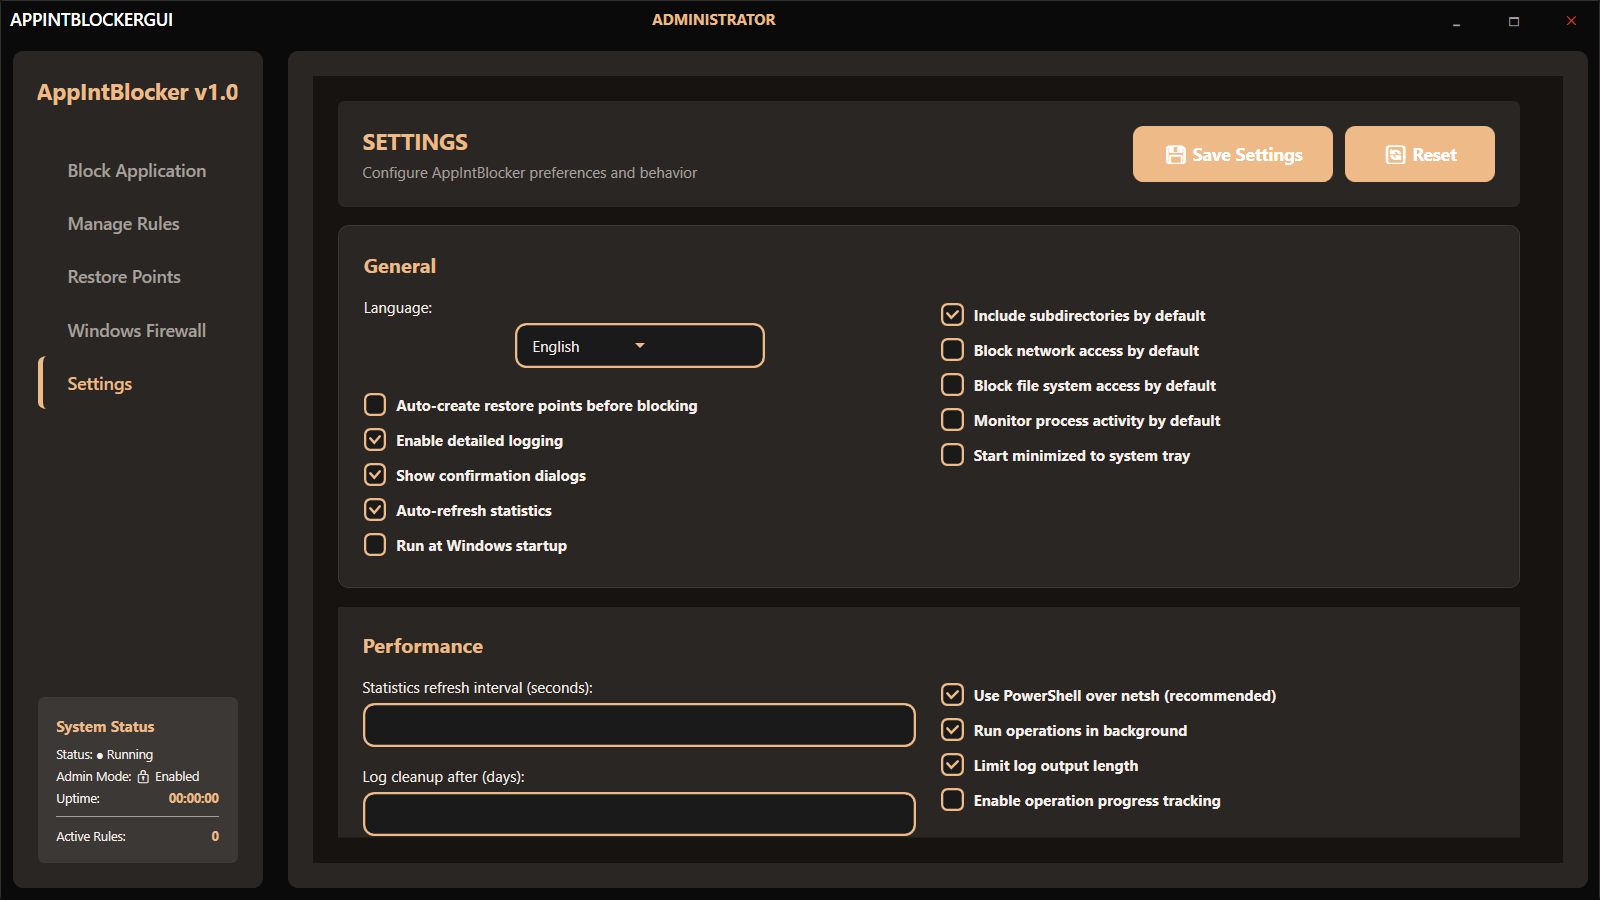 APPINTBLOCKERGUI
ADMINISTRATOR
AppIntBlocker v1.0
Block Application
Manage Rules
Restore Points
Windows Firewall
Settings
System Status
Status: ● Running
Admin Mode: Enabled
Uptime: 00:00:00
Active Rules: 0
SETTINGS
Configure AppIntBlocker preferences and behavior
Save Settings
Reset
General
Language:
English
Auto-create restore points before blocking
Enable detailed logging
Show confirmation dialogs
Auto-refresh statistics
Run at Windows startup
Include subdirectories by default
Block network access by default
Block file system access by default
Monitor process activity by default
Start minimized to system tray
Performance
Statistics refresh interval (seconds):
Log cleanup after (days):
Use PowerShell over netsh (recommended)
Run operations in background
Limit log output length
Enable operation progress tracking